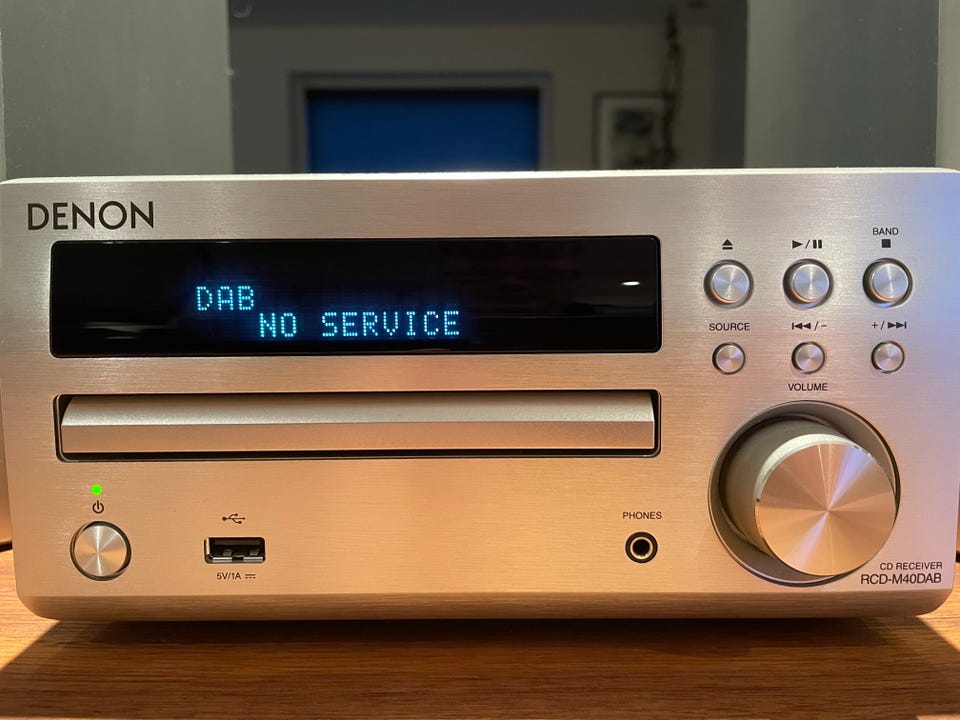 DENON
DAB
NO SERVICE
BAND
SOURCE
/ -
+ /
VOLUME
PHONES
5V/1A
CD RECEIVER
RCD-M40DAB